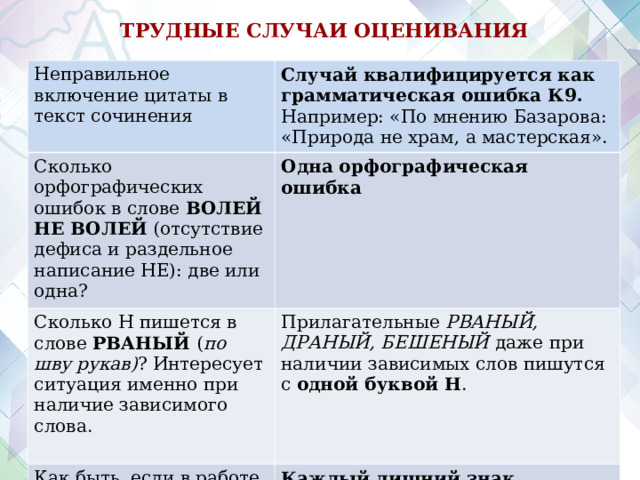 ТРУДНЫЕ СЛУЧАИ ОЦЕНИВАНИЯ
Неправильное
включение цитаты в
текст сочинения
Случай квалифицируется как
грамматическая ошибка К9.
Например: «По мнению Базарова:
«Природа не храм, а мастерская».
Сколько
орфографических
ошибок в слове ВОЛЕЙ
НЕ ВОЛЕЙ (отсутствие
дефиса и раздельное
написание НЕ): две или
одна?
Одна орфографическая
ошибка
Сколько Н пишется в
слове РВАНЫЙ (по
шву рукав)? Интересует
ситуация именно при
наличие зависимого
слова.
Прилагательные РВАНЫЙ,
ДРАНЫЙ, БЕШЕНЫЙ даже при
наличии зависимых слов пишутся
с одной буквой Н.
Как быть, если в работе
Каждый лишний знак